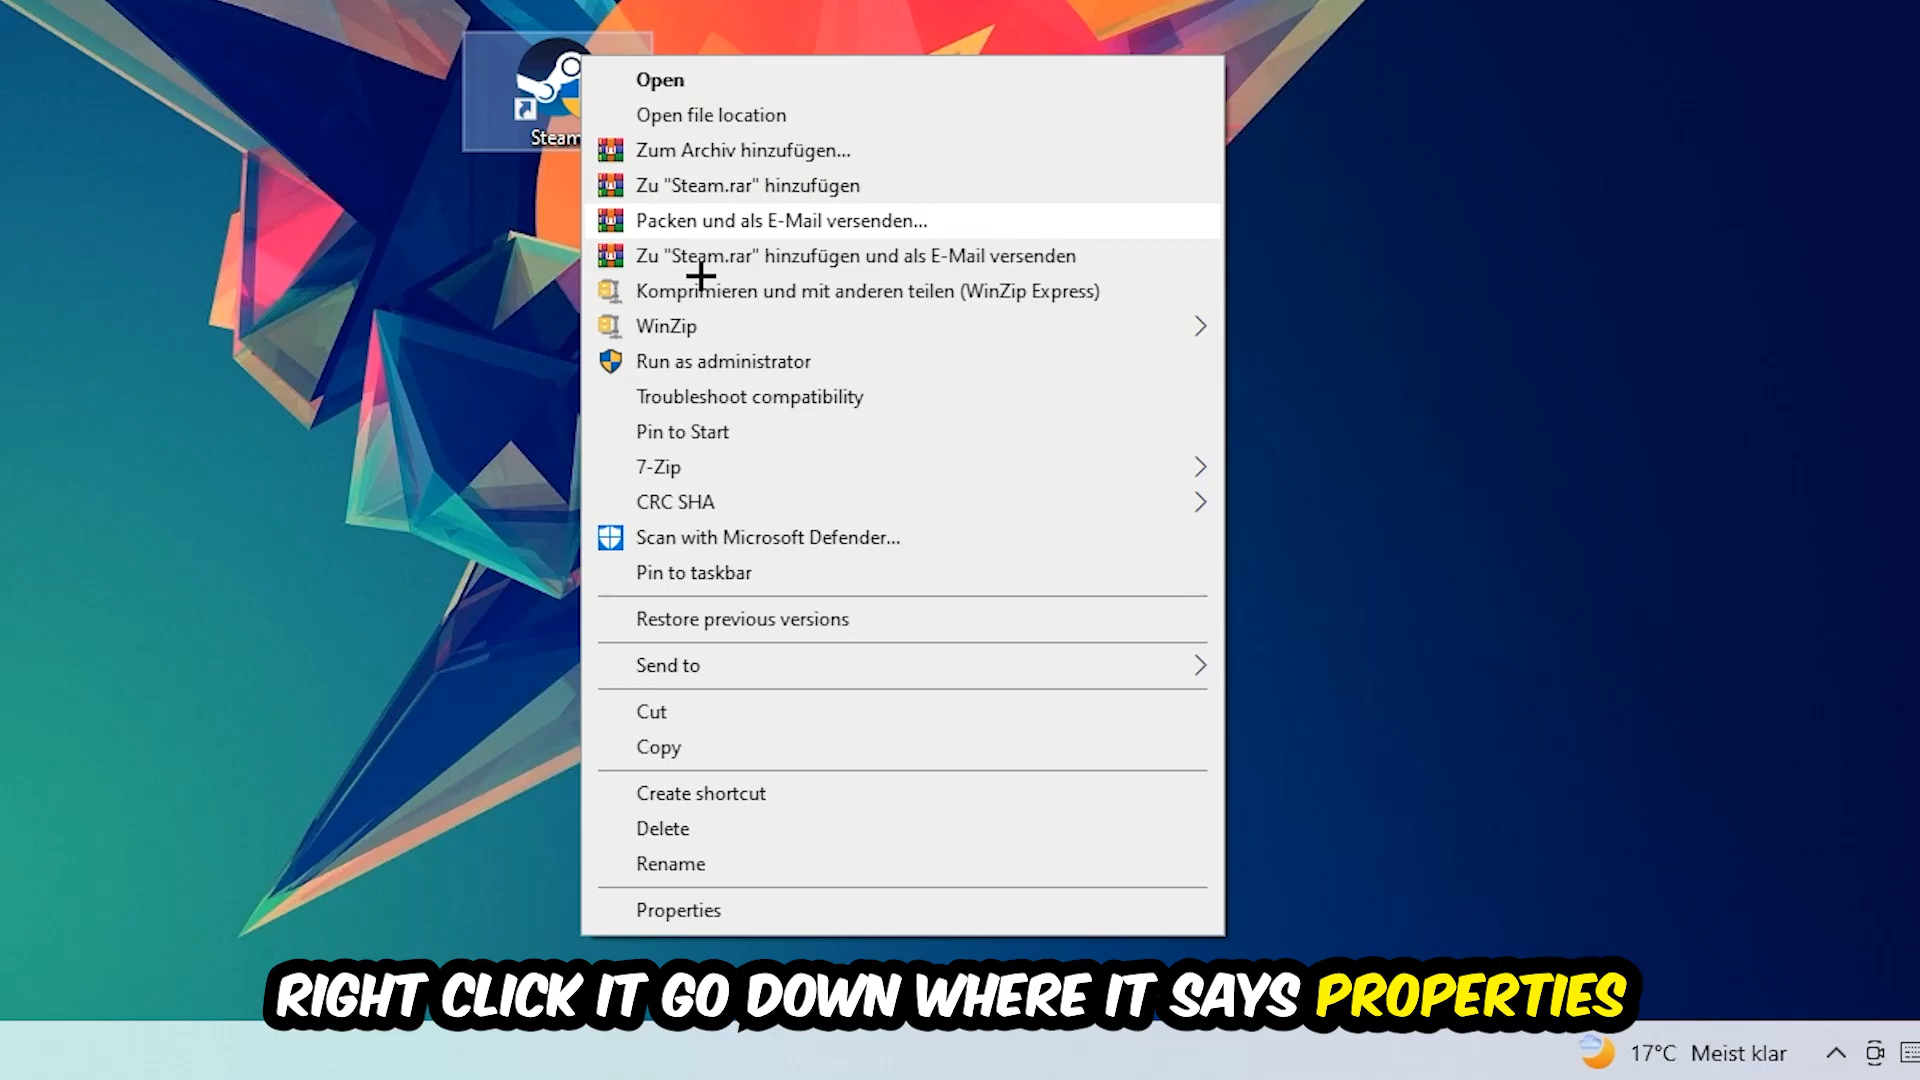 Steam
Open
Open file location
Zum Archiv hinzufügen...
Zu "Steam.rar" hinzufügen
Packen und als E-Mail versenden...
Zu "Steam.rar" hinzufügen und als E-Mail versenden
Komprimieren und mit anderen teilen (WinZip Express)
WinZip
Run as administrator
Troubleshoot compatibility
Pin to Start
7-Zip
CRC SHA
Scan with Microsoft Defender...
Pin to taskbar
Restore previous versions
Send to
Cut
Copy
Create shortcut
Delete
Rename
Properties
RIGHT CLICK IT GO DOWN WHERE IT SAYS PROPERTIES
17°C Meist klar